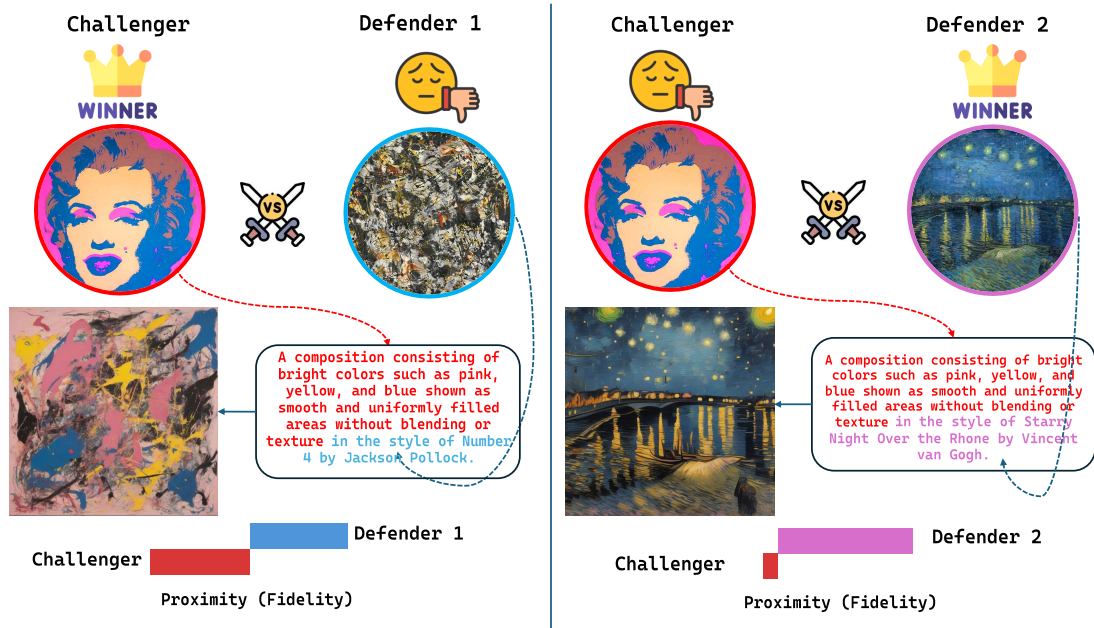 Challenger
Defender 1
WINNER
VS
A composition consisting of
bright colors such as pink,
yellow, and blue shown as
smooth and uniformly filled
areas without blending or
texture in the style of Number
4 by Jackson Pollock.
Defender 1
Challenger
Proximity (Fidelity)
Challenger
Defender 2
WINNER
VS
A composition consisting of bright
colors such as pink, yellow, and
blue shown as smooth and uniformly
filled areas without blending or
texture in the style of Starry
Night Over the Rhone by Vincent
van Gogh.
Defender 2
Challenger
Proximity (Fidelity)